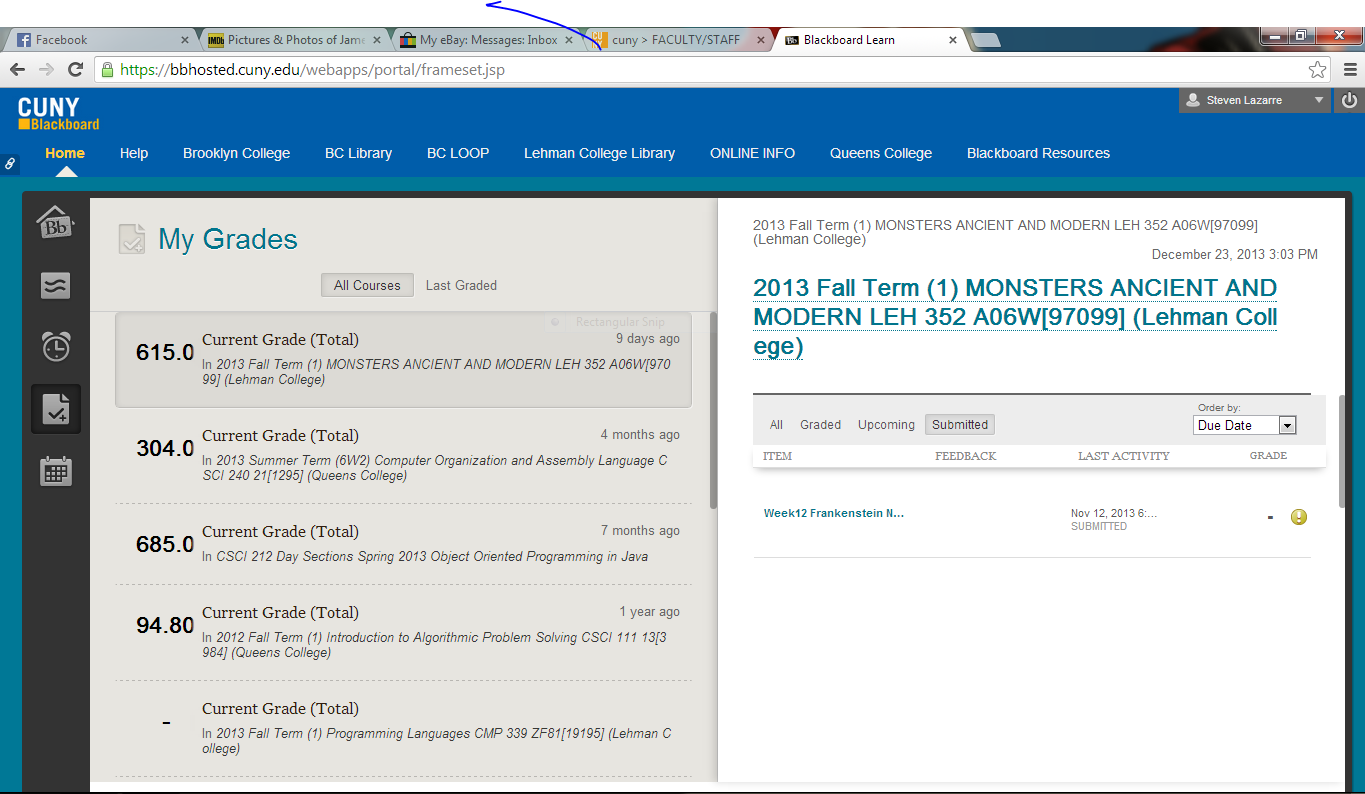 Facebook
IMDb Pictures & Photos of Jame
My eBay: Messages: Inbox
cuny > FACULTY/STAFF
Bb Blackboard Learn
https://bbhosted.cuny.edu/webapps/portal/frameset.jsp
CUNY
Blackboard
Steven Lazarre
Home
Help
Brooklyn College
BC Library
BC LOOP
Lehman College Library
ONLINE INFO
Queens College
Blackboard Resources
Bb
My Grades
All Courses
Last Graded
Rectangular Snip
615.0
Current Grade (Total)
9 days ago
In 2013 Fall Term (1) MONSTERS ANCIENT AND MODERN LEH 352 A06W[970
99] (Lehman College)
304.0
Current Grade (Total)
4 months ago
In 2013 Summer Term (6W2) Computer Organization and Assembly Language C
SCI 240 21[1295] (Queens College)
685.0
Current Grade (Total)
7 months ago
In CSCI 212 Day Sections Spring 2013 Object Oriented Programming in Java
94.80
Current Grade (Total)
1 year ago
In 2012 Fall Term (1) Introduction to Algorithmic Problem Solving CSCI 111 13[3
984] (Queens College)
-
Current Grade (Total)
In 2013 Fall Term (1) Programming Languages CMP 339 ZF81[19195] (Lehman C
ollege)
2013 Fall Term (1) MONSTERS ANCIENT AND MODERN LEH 352 A06W[97099]
(Lehman College)
December 23, 2013 3:03 PM
2013 Fall Term (1) MONSTERS ANCIENT AND
MODERN LEH 352 A06W[97099] (Lehman Coll
ege)
All
Graded
Upcoming
Submitted
Order by:
Due Date
ITEM
FEEDBACK
LAST ACTIVITY
GRADE
Week12 Frankenstein N...
Nov 12, 2013 6:...
SUBMITTED
-